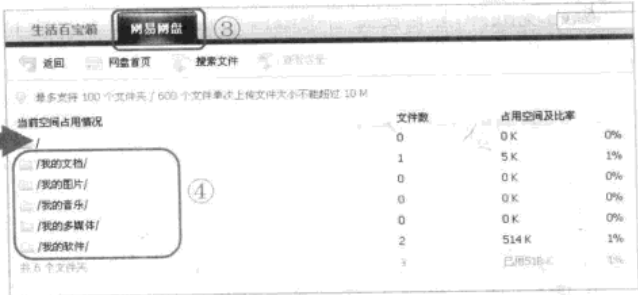 生活百宝箱 网易网盘 ③
返回 网盘首页 搜索文件
最多支持 100 个文件夹 / 600 个文件单次上传文件大小不能超过 10 M
当前空间占用情况 文件数 占用空间及比率
/ 0 0 K 0%
/我的文档/ 1 5 K 1%
/我的图片/ 0 0 K 0%
/我的音乐/ 0 0 K 0%
/我的多媒体/ 0 0 K 0%
/我的软件/ 2 514 K 1%
④
共 6 个文件夹 3 已用518 K 1%